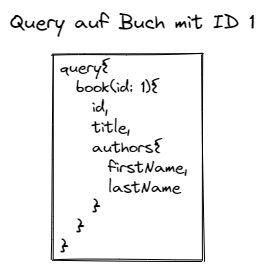 Query auf Buch mit ID 1
query{
book(id: 1){
id,
title,
authors{
firstName,
lastName
}
}
}